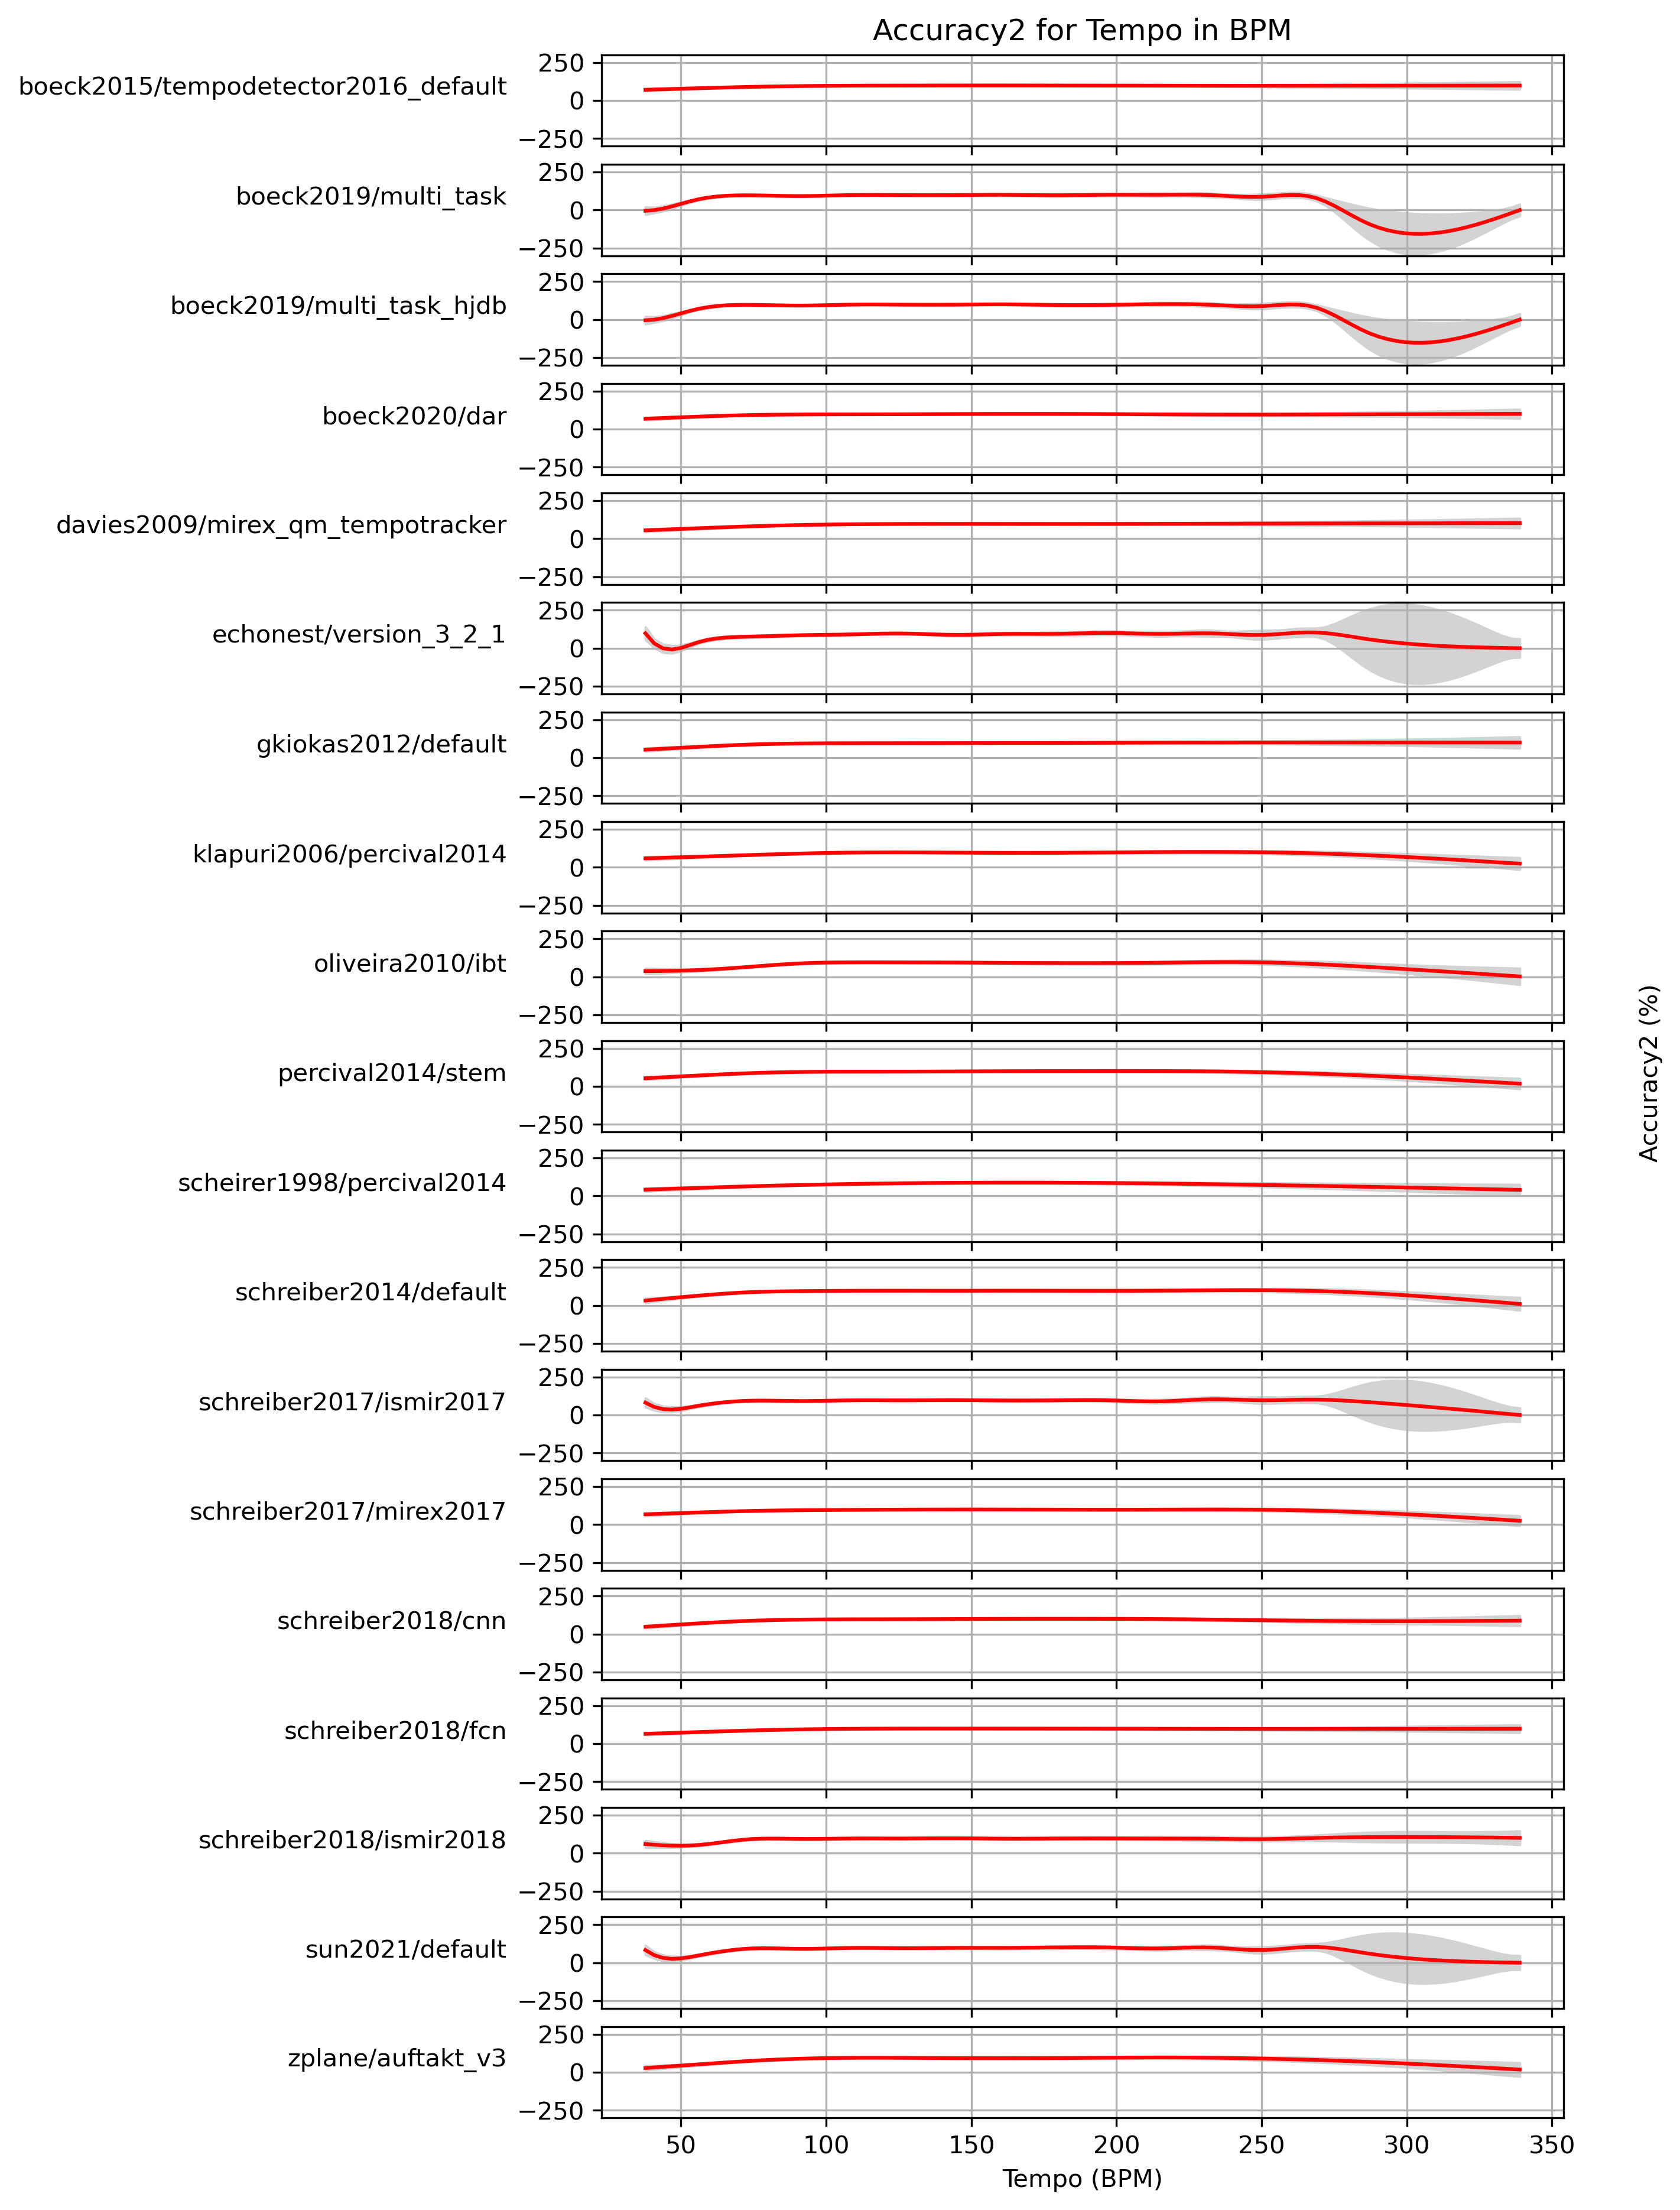 Accuracy2 for Tempo in BPM
boeck2015/tempodetector2016_default
250
0
−250
boeck2019/multi_task
250
0
−250
boeck2019/multi_task_hjdb
250
0
−250
boeck2020/dar
250
0
−250
davies2009/mirex_qm_tempotracker
250
0
−250
echonest/version_3_2_1
250
0
−250
gkiokas2012/default
250
0
−250
klapuri2006/percival2014
250
0
−250
oliveira2010/ibt
250
0
−250
percival2014/stem
250
0
−250
scheirer1998/percival2014
250
0
−250
schreiber2014/default
250
0
−250
schreiber2017/ismir2017
250
0
−250
schreiber2017/mirex2017
250
0
−250
schreiber2018/cnn
250
0
−250
schreiber2018/fcn
250
0
−250
schreiber2018/ismir2018
250
0
−250
sun2021/default
250
0
−250
zplane/auftakt_v3
250
0
−250
50 100 150 200 250 300 350
Tempo (BPM)
Accuracy2 (%)